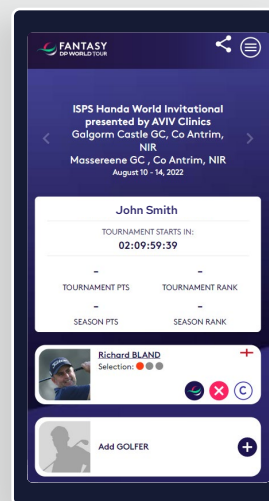 FANTASY
DP WORLD TOUR
ISPS Handa World Invitational
presented by AVIV Clinics
Galgorm Castle GC, Co Antrim,
NIR
Massereene GC , Co Antrim, NIR
August 10 - 14, 2022
John Smith
TOURNAMENT STARTS IN:
02:09:59:39
- -
TOURNAMENT PTS TOURNAMENT RANK
- -
SEASON PTS SEASON RANK
Richard BLAND
Selection:
C
Add GOLFER